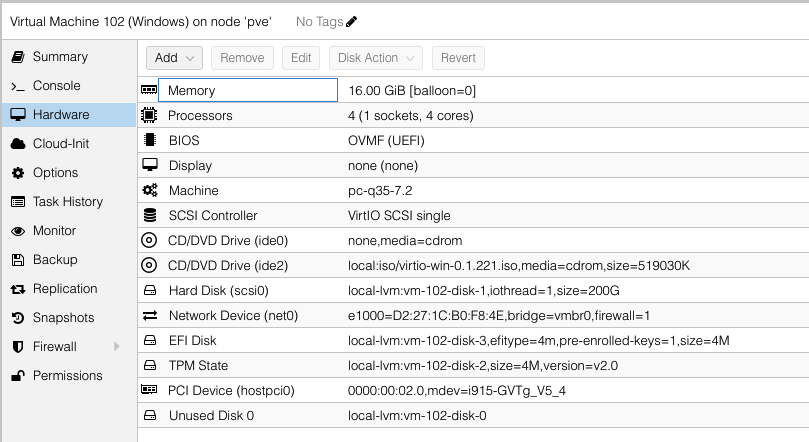 Virtual Machine 102 (Windows) on node 'pve' No Tags
Summary
Console
Hardware
Cloud-Init
Options
Task History
Monitor
Backup
Replication
Snapshots
Firewall
Permissions
Add Remove Edit Disk Action Revert
Memory 16.00 GiB [balloon=0]
Processors 4 (1 sockets, 4 cores)
BIOS OVMF (UEFI)
Display none (none)
Machine pc-q35-7.2
SCSI Controller VirtIO SCSI single
CD/DVD Drive (ide0) none,media=cdrom
CD/DVD Drive (ide2) local:iso/virtio-win-0.1.221.iso,media=cdrom,size=519030K
Hard Disk (scsi0) local-lvm:vm-102-disk-1,iothread=1,size=200G
Network Device (net0) e1000=D2:27:1C:B0:F8:4E,bridge=vmbr0,firewall=1
EFI Disk local-lvm:vm-102-disk-3,efitype=4m,pre-enrolled-keys=1,size=4M
TPM State local-lvm:vm-102-disk-2,size=4M,version=v2.0
PCI Device (hostpci0) 0000:00:02.0,mdev=i915-GVTg_V5_4
Unused Disk 0 local-lvm:vm-102-disk-0